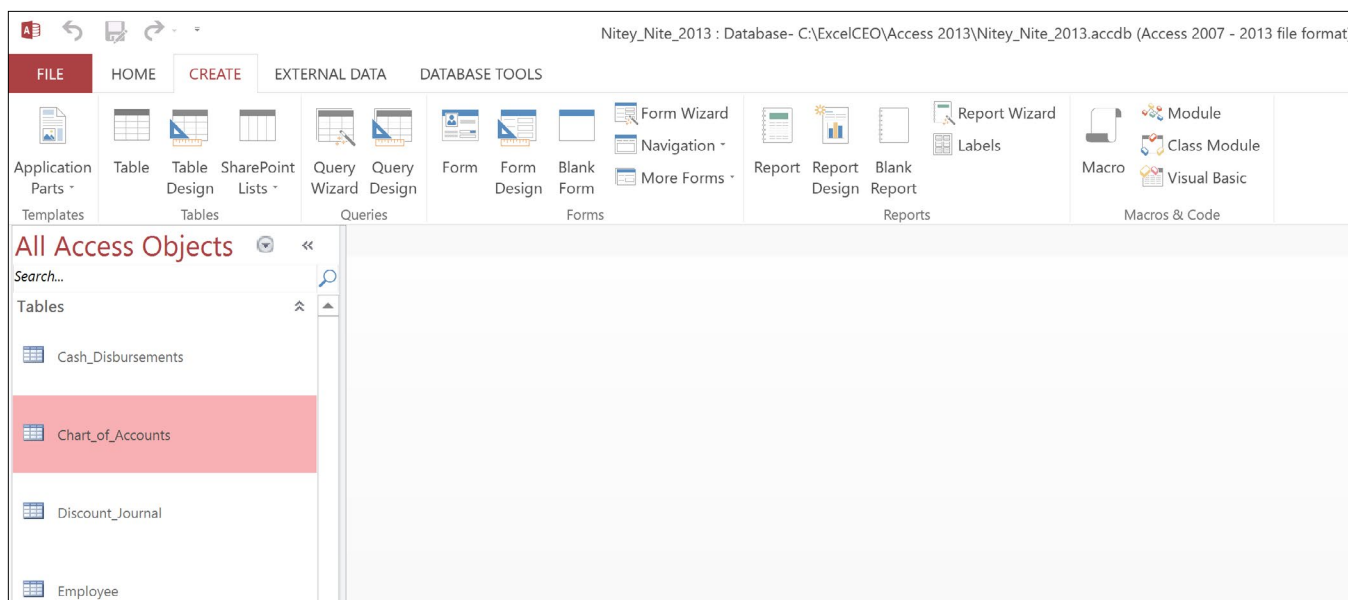 Nitey_Nite_2013 : Database- C:\ExcelCEO\Access 2013\Nitey_Nite_2013.accdb (Access 2007 - 2013 file format)
FILE HOME CREATE EXTERNAL DATA DATABASE TOOLS
Application Parts
Table
Table Design
SharePoint Lists
Query Wizard
Query Design
Form
Form Design
Blank Form
Form Wizard
Navigation
More Forms
Report
Report Design
Blank Report
Report Wizard
Labels
Macro
Module
Class Module
Visual Basic
Templates Tables Queries Forms Reports Macros & Code
All Access Objects
Search...
Tables
Cash_Disbursements
Chart_of_Accounts
Discount_Journal
Employee